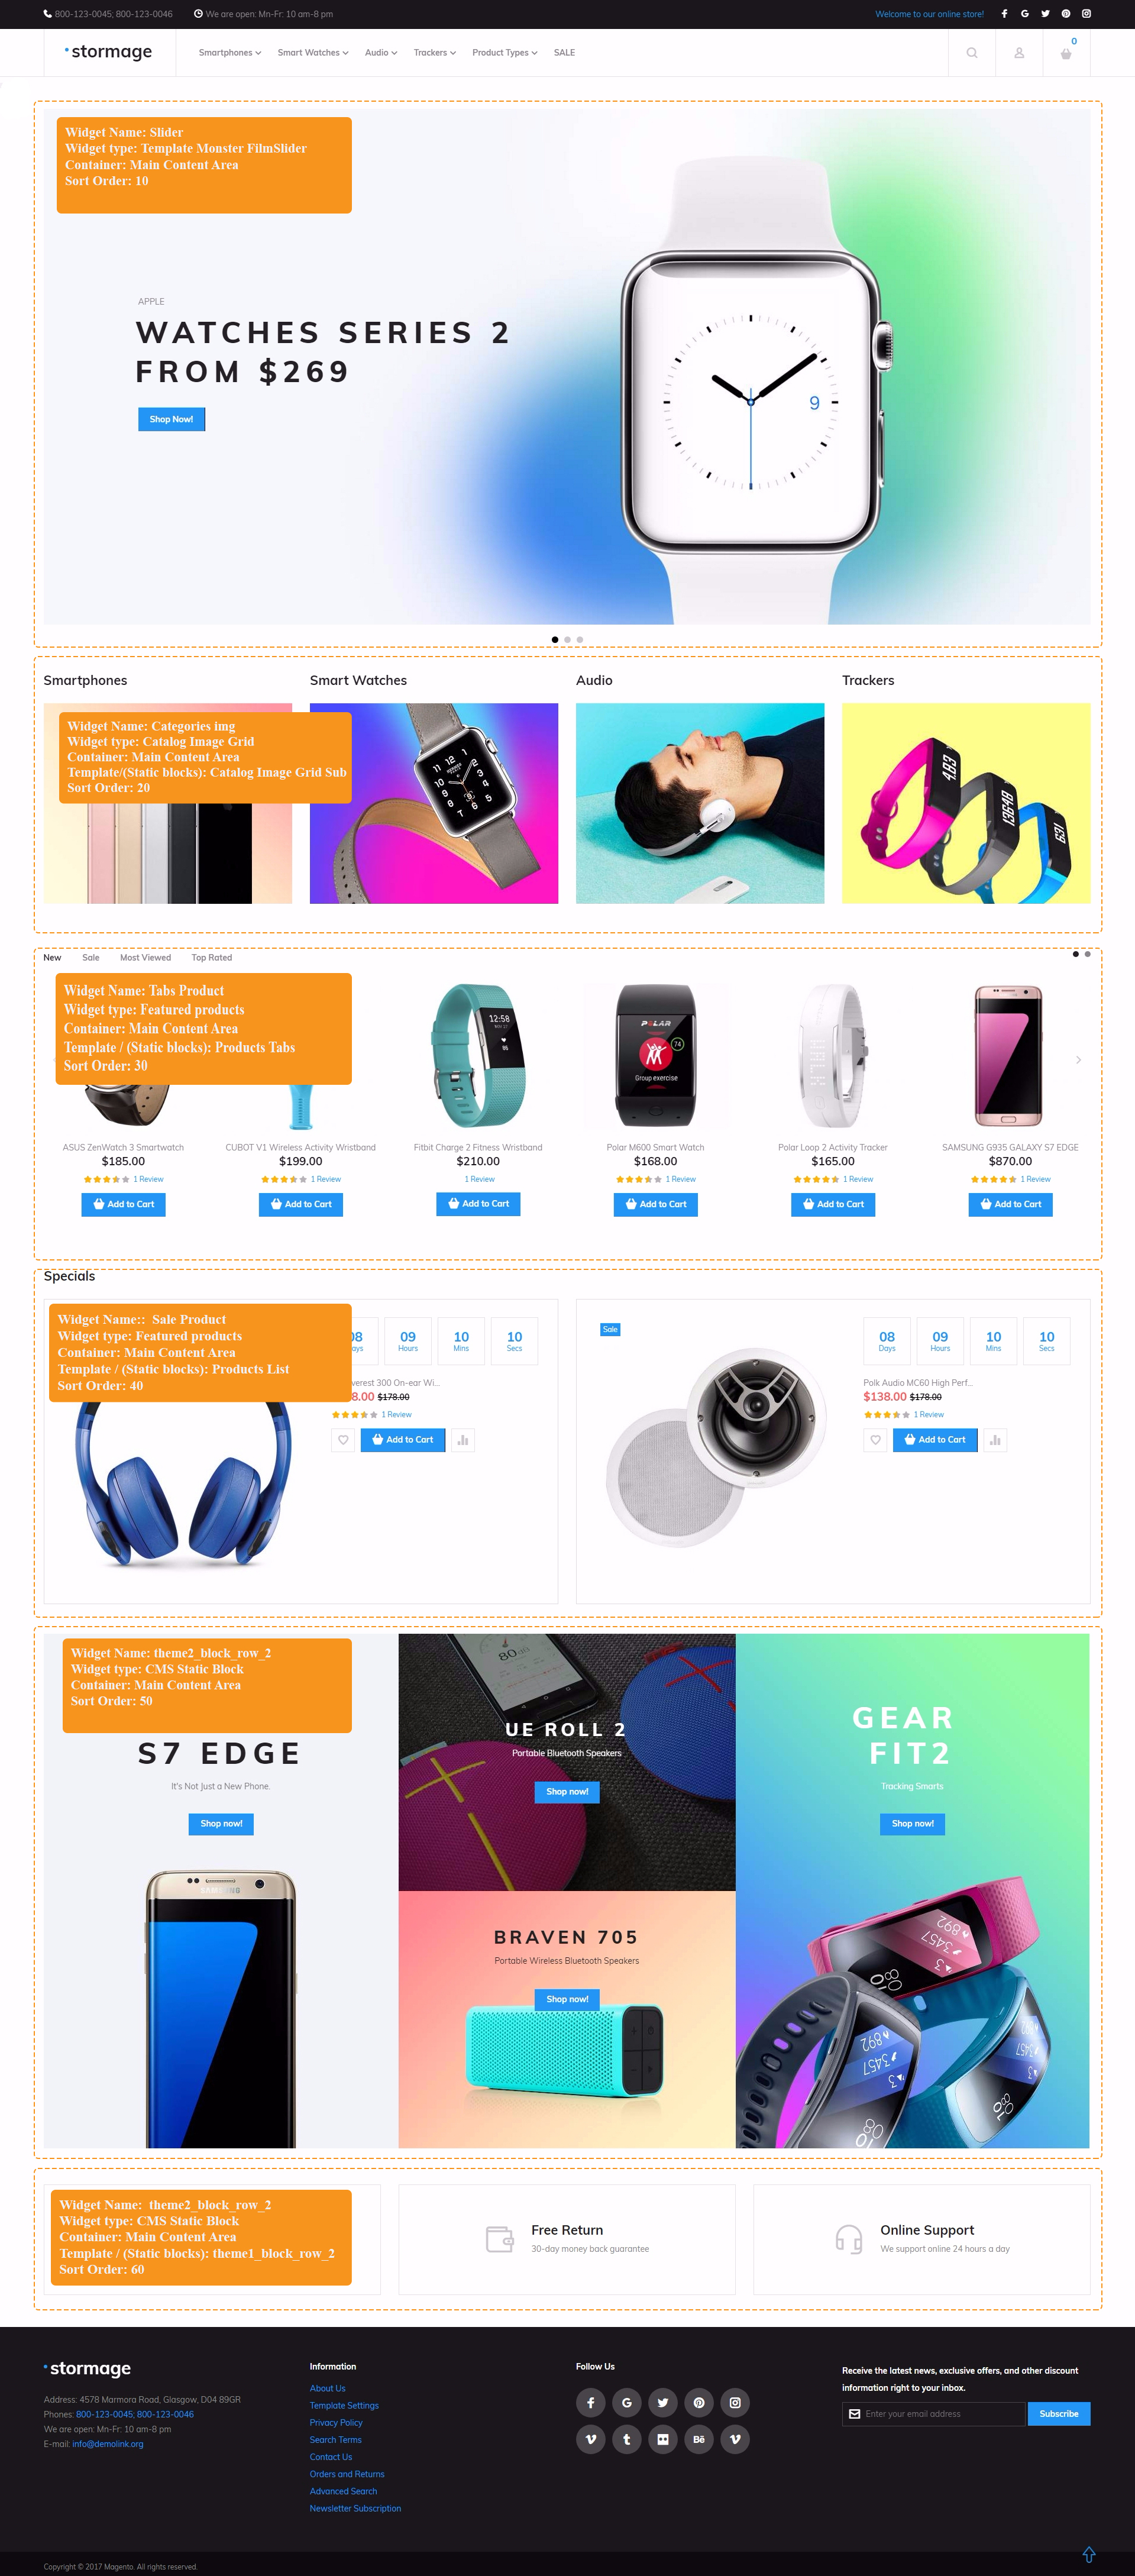 800-123-0045; 800-123-0046
We are open: Mn-Fr: 10 am-8 pm
Welcome to our online store!
stormage
Smartphones
Smart Watches
Audio
Trackers
Product Types
SALE
0
Widget Name: Slider
Widget type: Template Monster FilmSlider
Container: Main Content Area
Sort Order: 10
APPLE
WATCHES SERIES 2
FROM $269
Shop Now!
9
Smartphones
Smart Watches
Audio
Trackers
Widget Name: Categories img
Widget type: Catalog Image Grid
Container: Main Content Area
Template/(Static blocks): Catalog Image Grid Sub
Sort Order: 20
New
Sale
Most Viewed
Top Rated
Widget Name: Tabs Product
Widget type: Featured products
Container: Main Content Area
Template / (Static blocks): Products Tabs
Sort Order: 30
12:58
POLAR
74
Group exercise
ASUS ZenWatch 3 Smartwatch
$185.00
1 Review
Add to Cart
CUBOT V1 Wireless Activity Wristband
$199.00
1 Review
Add to Cart
Fitbit Charge 2 Fitness Wristband
$210.00
1 Review
Add to Cart
Polar M600 Smart Watch
$168.00
1 Review
Add to Cart
Polar Loop 2 Activity Tracker
$165.00
1 Review
Add to Cart
SAMSUNG G935 GALAXY S7 EDGE
$870.00
1 Review
Add to Cart
Specials
Widget Name:: Sale Product
Widget type: Featured products
Container: Main Content Area
Template / (Static blocks): Products List
Sort Order: 40
08
ays
09
Hours
10
Mins
10
Secs
verest 300 On-ear Wi...
8.00 $178.00
1 Review
Add to Cart
Sale
08
Days
09
Hours
10
Mins
10
Secs
Polk Audio MC60 High Perf...
$138.00 $178.00
1 Review
Add to Cart
Widget Name: theme2_block_row_2
Widget type: CMS Static Block
Container: Main Content Area
Sort Order: 50
S7 EDGE
It's Not Just a New Phone.
Shop now!
SAMSUNG
80
UE ROLL 2
Portable Bluetooth Speakers
Shop now!
BRAVEN 705
Portable Wireless Bluetooth Speakers
Shop now!
GEAR
FIT2
Tracking Smarts
Shop now!
892
3457
892
3457
Widget Name: theme2_block_row_2
Widget type: CMS Static Block
Container: Main Content Area
Template / (Static blocks): theme1_block_row_2
Sort Order: 60
Free Return
30-day money back guarantee
Online Support
We support online 24 hours a day
stormage
Address: 4578 Marmora Road, Glasgow, D04 89GR
Phones: 800-123-0045; 800-123-0046
We are open: Mn-Fr: 10 am-8 pm
E-mail: info@demolink.org
Information
About Us
Template Settings
Privacy Policy
Search Terms
Contact Us
Orders and Returns
Advanced Search
Newsletter Subscription
Follow Us
Receive the latest news, exclusive offers, and other discount
information right to your inbox.
Enter your email address
Subscribe
Copyright © 2017 Magento. All rights reserved.